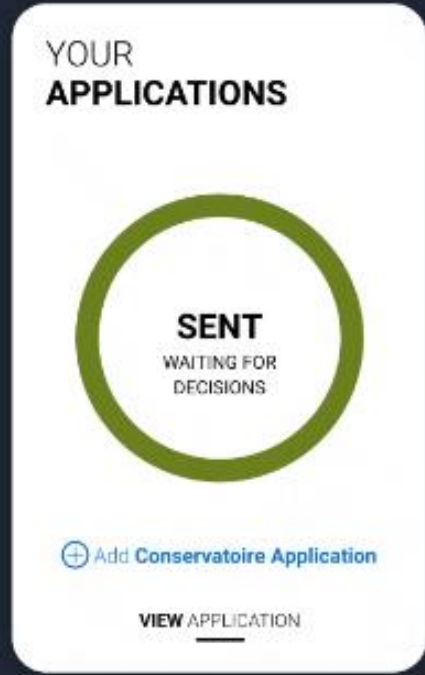 YOUR
APPLICATIONS
SENT
WAITING FOR
DECISIONS
Add Conservatoire Application
VIEW APPLICATION